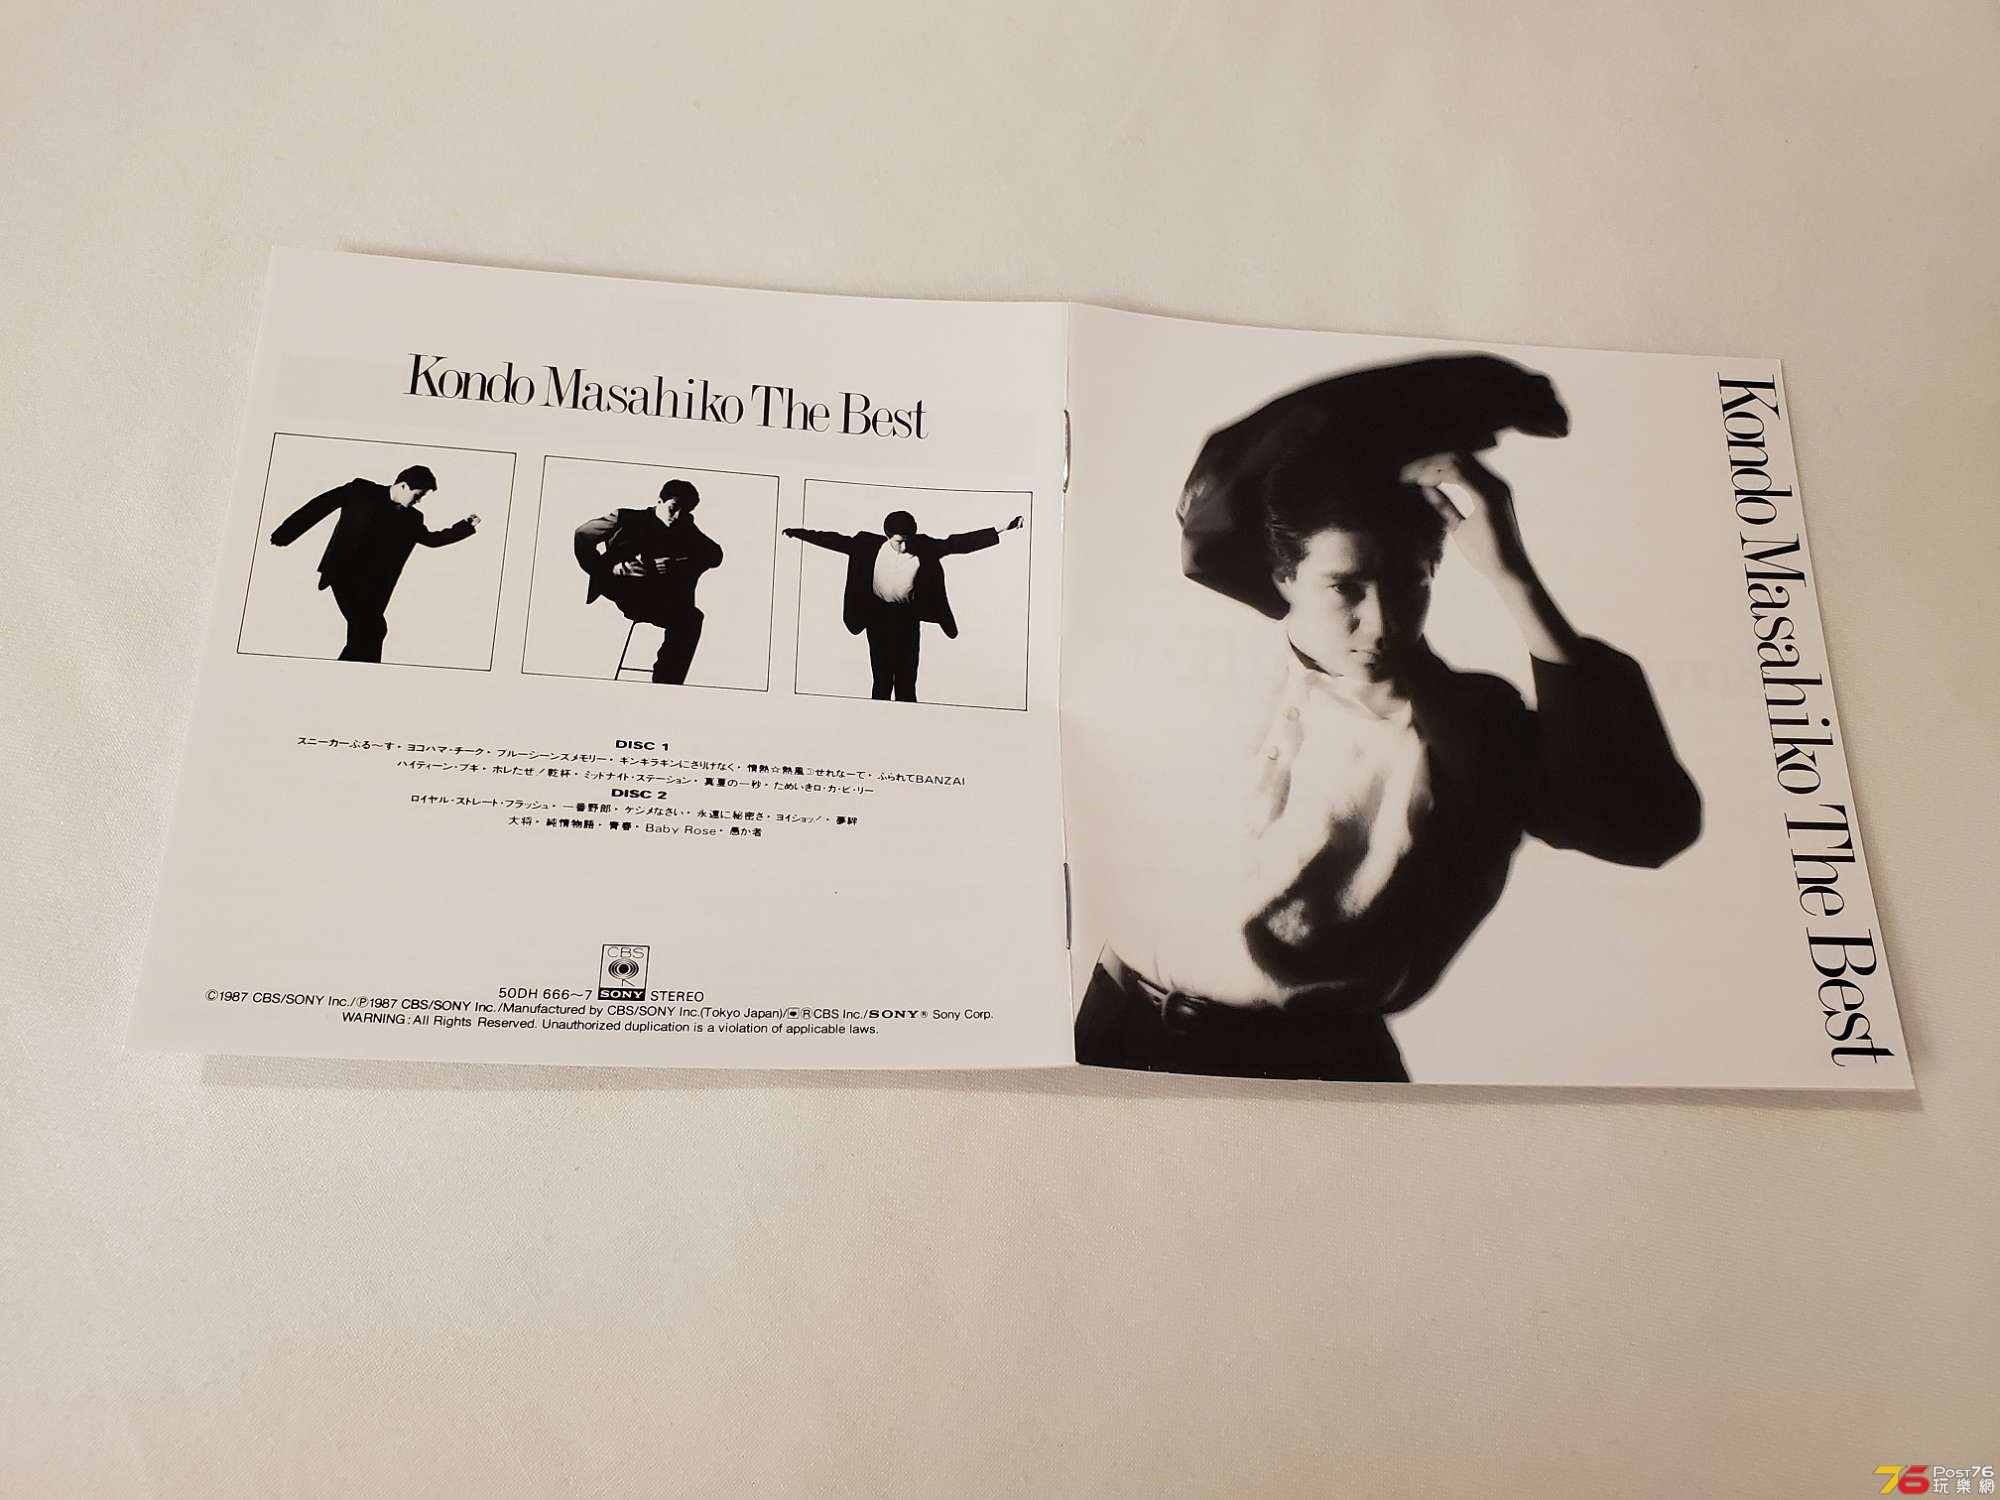 Kondo Masahiko The Best
DISC 1
スニーカーぶる〜す・ヨコハマ・チーク・ブルージーンズメモリー・ギンギラギンにさりげなく・情熱☆熱風☽せれなーて・ふられてBANZAI
ハイティーン・ブギ・ホレたぜ!乾杯・ミッドナイト・ステーション・真夏の一秒・ためいきロ・カ・ビ・リー
DISC 2
ロイヤル・ストレート・フラッシュ・一番野郎・ケジメなさい・永遠に秘密さ・ヨイショッ!・夢絆
大将・純情物語・青春・Baby Rose・愚か者
CBS
SONY
50DH 666〜7 STEREO
©1987 CBS/SONY Inc./Ⓟ1987 CBS/SONY Inc./Manufactured by CBS/SONY Inc.(Tokyo Japan)/®CBS Inc./SONY® Sony Corp.
WARNING:All Rights Reserved. Unauthorized duplication is a violation of applicable laws.
Kondo Masahiko The Best
76 POST76
玩樂網